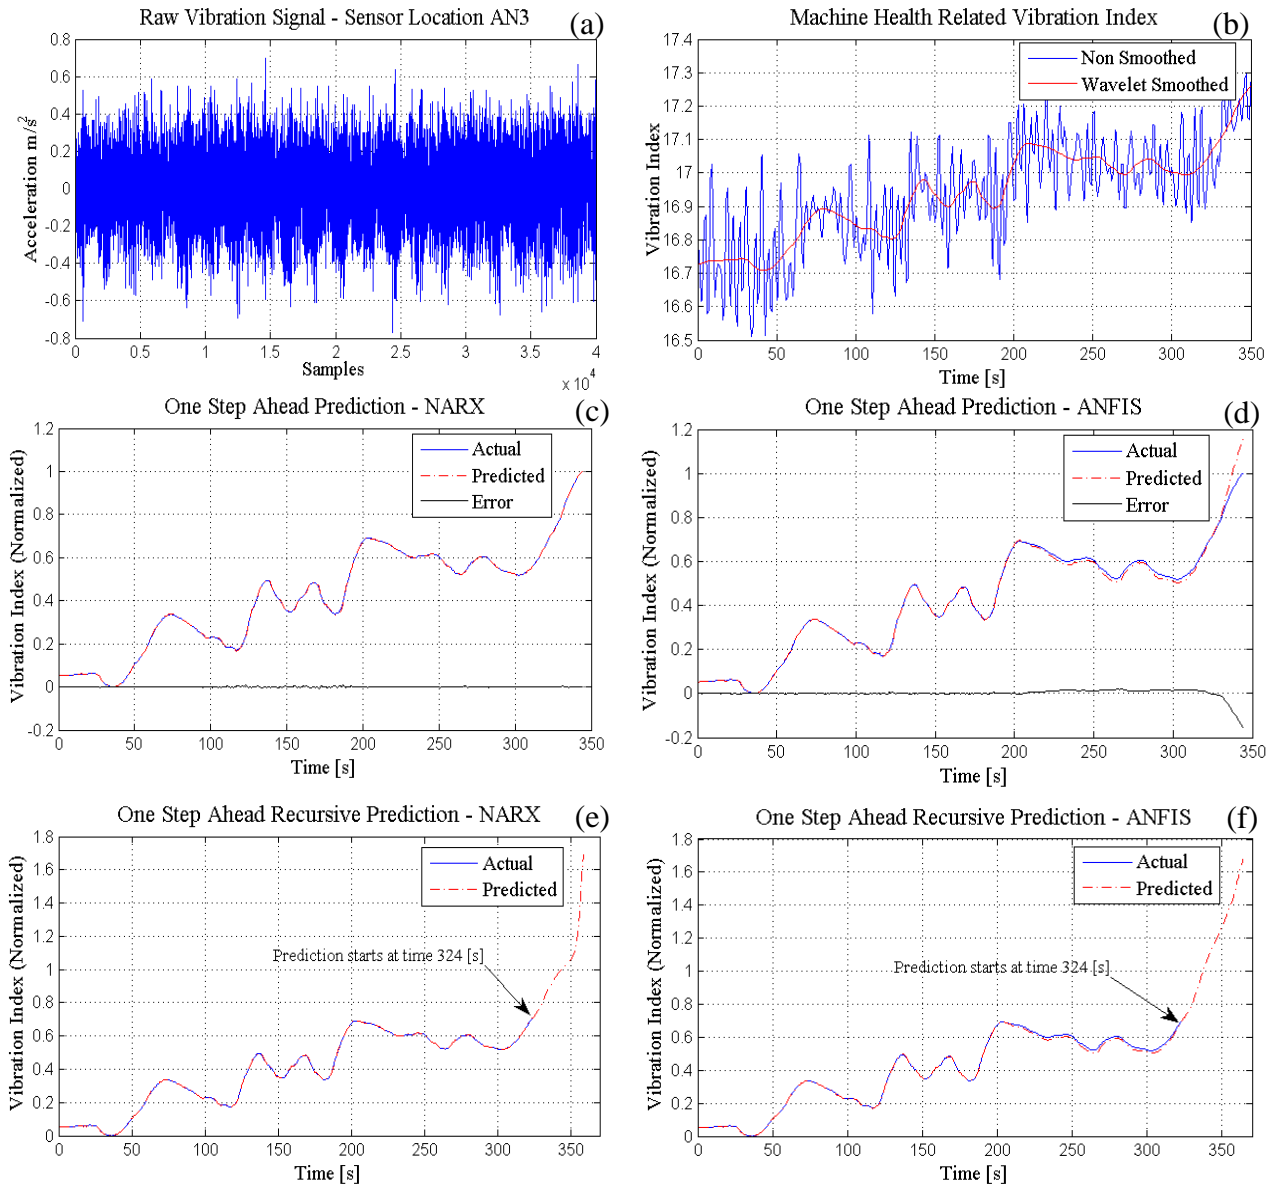 Raw Vibration Signal - Sensor Location AN3
(a)
Acceleration m/s²
0.8
0.6
0.4
0.2
0
-0.2
-0.4
-0.6
-0.8
0 0.5 1 1.5 2 2.5 3 3.5 4
Samples
x 10⁴
Machine Health Related Vibration Index
(b)
Vibration Index
17.4
17.3
17.2
17.1
17
16.9
16.8
16.7
16.6
16.5
Non Smoothed
Wavelet Smoothed
0 50 100 150 200 250 300 350
Time [s]
One Step Ahead Prediction - NARX
(c)
Vibration Index (Normalized)
1.2
1
0.8
0.6
0.4
0.2
0
-0.2
Actual
Predicted
Error
0 50 100 150 200 250 300 350
Time [s]
One Step Ahead Prediction - ANFIS
(d)
Vibration Index (Normalized)
1.2
1
0.8
0.6
0.4
0.2
0
-0.2
Actual
Predicted
Error
0 50 100 150 200 250 300 350
Time [s]
One Step Ahead Recursive Prediction - NARX
(e)
Vibration Index (Normalized)
1.8
1.6
1.4
1.2
1
0.8
0.6
0.4
0.2
0
Actual
Predicted
Prediction starts at time 324 [s]
0 50 100 150 200 250 300 350
Time [s]
One Step Ahead Recursive Prediction - ANFIS
(f)
Vibration Index (Normalized)
1.8
1.6
1.4
1.2
1
0.8
0.6
0.4
0.2
0
Actual
Predicted
Prediction starts at time 324 [s]
0 50 100 150 200 250 300 350
Time [s]